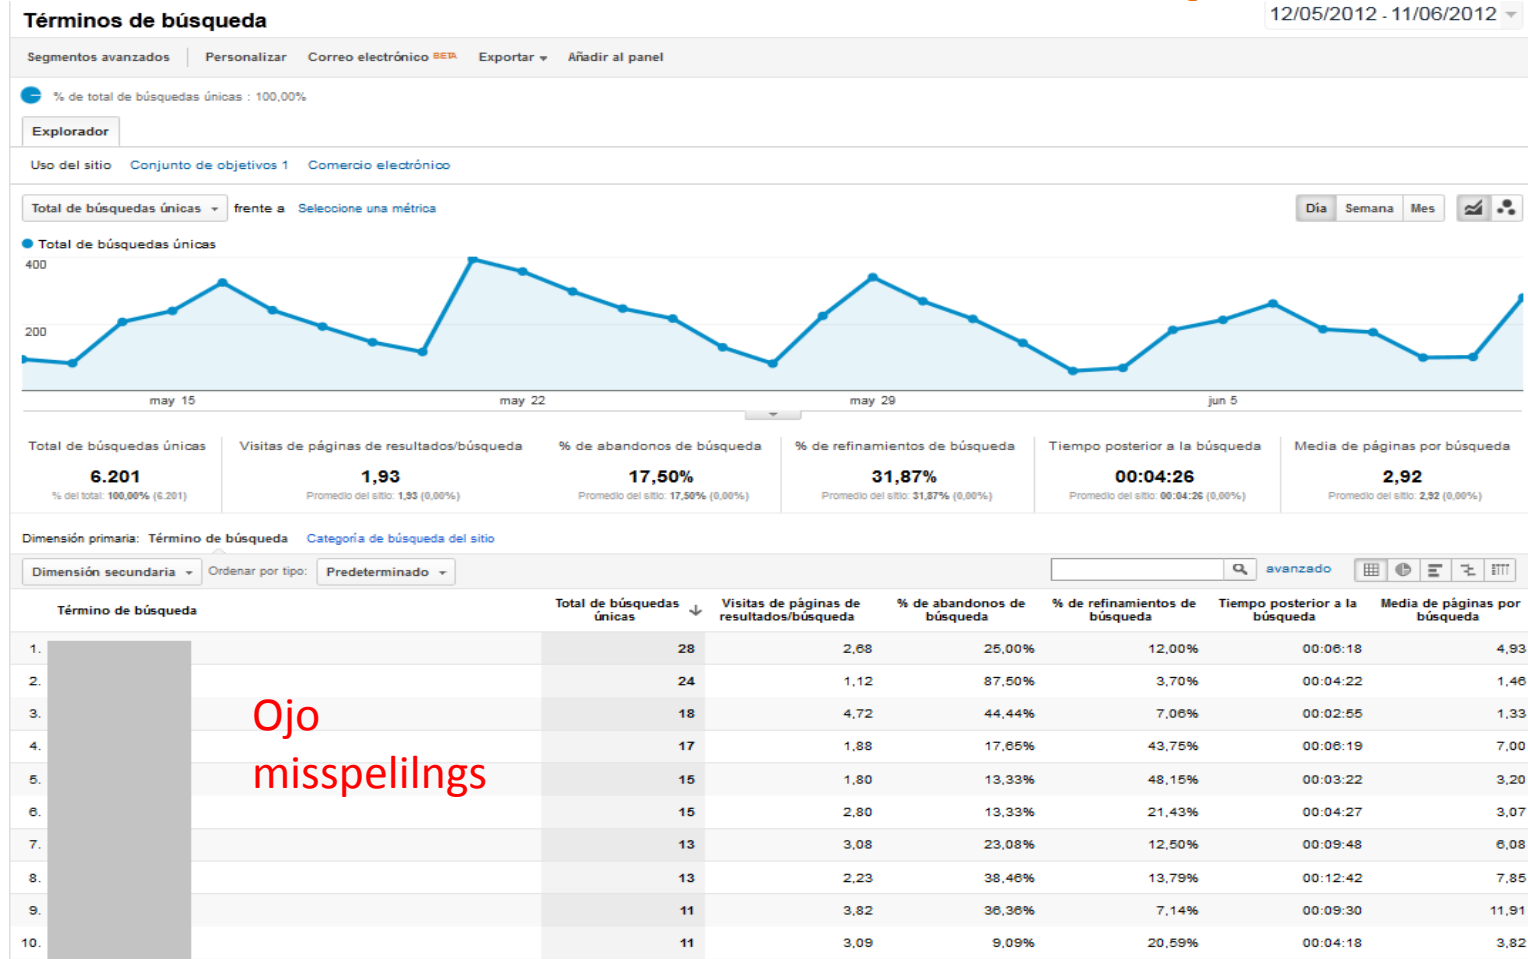 Términos de búsqueda
12/05/2012 - 11/06/2012
Segmentos avanzados Personalizar Correo electrónico BETA Exportar Añadir al panel
% de total de búsquedas únicas : 100,00%
Explorador
Uso del sitio Conjunto de objetivos 1 Comercio electrónico
Total de búsquedas únicas frente a Seleccione una métrica Día Semana Mes
Total de búsquedas únicas
400
200
may 15 may 22 may 29 jun 5
Total de búsquedas únicas Visitas de páginas de resultados/búsqueda % de abandonos de búsqueda % de refinamientos de búsqueda Tiempo posterior a la búsqueda Media de páginas por búsqueda
6.201 1,93 17,50% 31,87% 00:04:26 2,92
% del total: 100,00% (6.201) Promedio del sitio: 1,93 (0,00%) Promedio del sitio: 17,50% (0,00%) Promedio del sitio: 31,87% (0,00%) Promedio del sitio: 00:04:26 (0,00%) Promedio del sitio: 2,92 (0,00%)
Dimensión primaria: Término de búsqueda Categoría de búsqueda del sitio
Dimensión secundaria Ordenar por tipo: Predeterminado avanzado
Término de búsqueda Total de búsquedas únicas Visitas de páginas de resultados/búsqueda % de abandonos de búsqueda % de refinamientos de búsqueda Tiempo posterior a la búsqueda Media de páginas por búsqueda
1. 28 2,68 25,00% 12,00% 00:06:18 4,93
2. 24 1,12 87,50% 3,70% 00:04:22 1,46
3. 18 4,72 44,44% 7,06% 00:02:55 1,33
4. 17 1,88 17,65% 43,75% 00:06:19 7,00
5. 15 1,80 13,33% 48,15% 00:03:22 3,20
6. 15 2,80 13,33% 21,43% 00:04:27 3,07
7. 13 3,08 23,08% 12,50% 00:09:48 6,08
8. 13 2,23 38,46% 13,79% 00:12:42 7,85
9. 11 3,82 36,36% 7,14% 00:09:30 11,91
10. 11 3,09 9,09% 20,59% 00:04:18 3,82
Ojo
misspelilngs